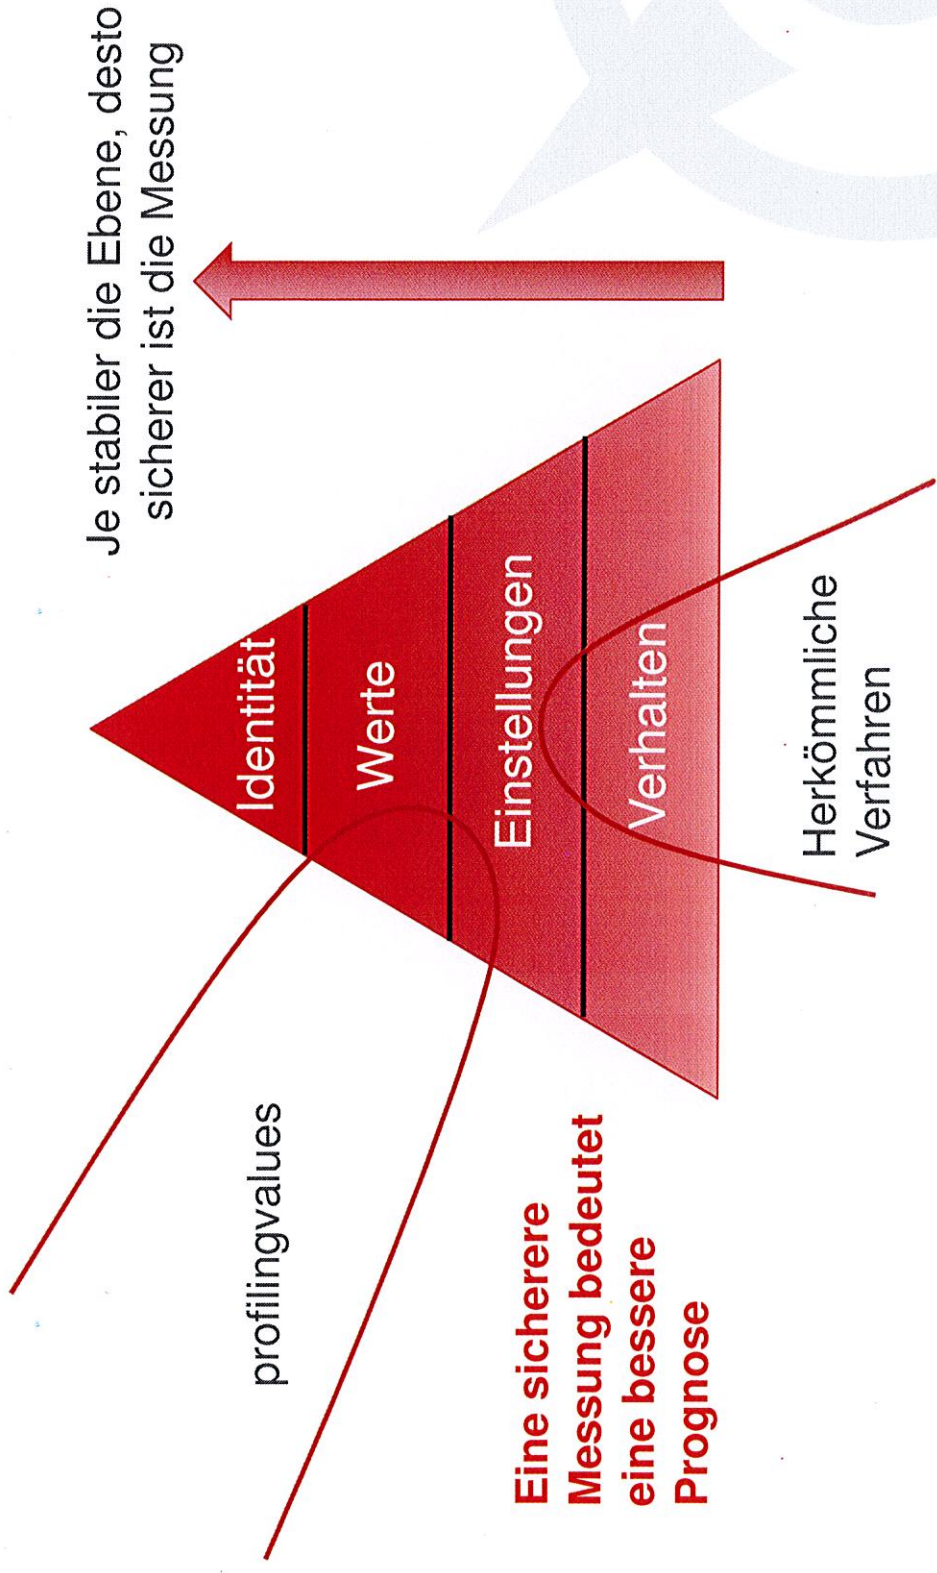 Je stabiler die Ebene, desto
sicherer ist die Messung
Identität
Werte
Einstellungen
Verhalten
profilingvalues
Eine sicherere
Messung bedeutet
eine bessere
Prognose
Herkömmliche
Verfahren